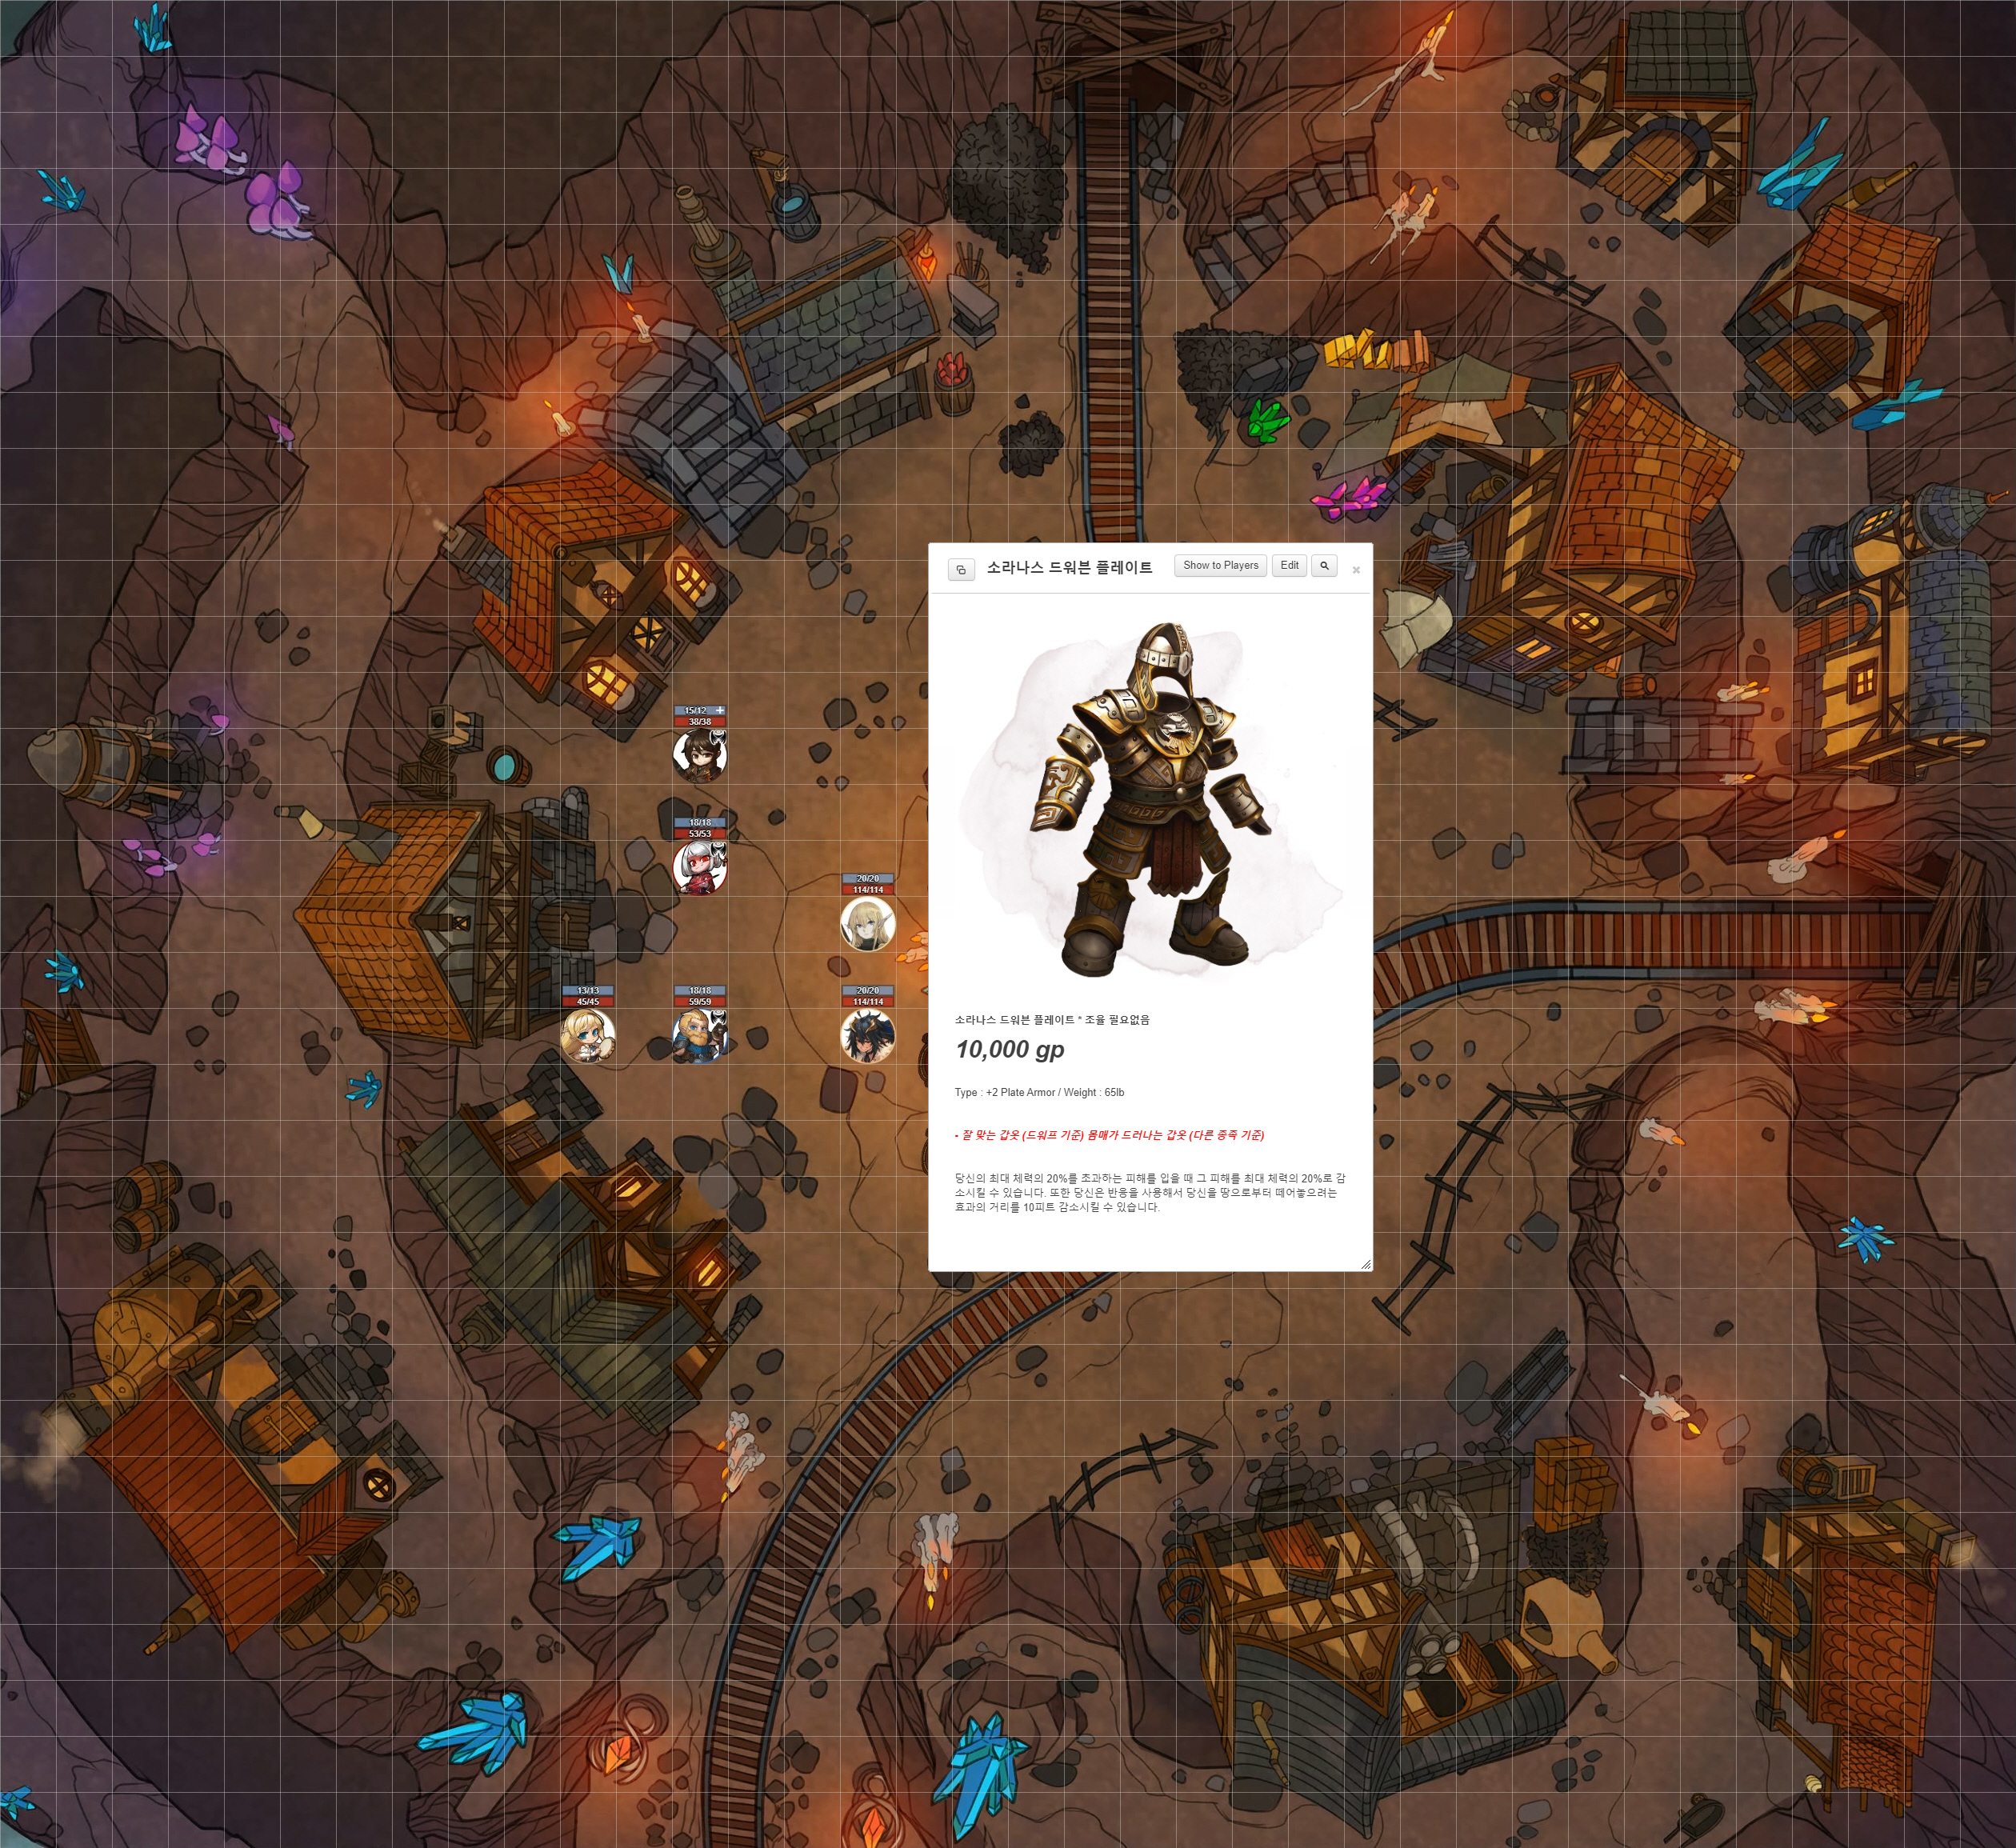 소라나스 드워븐 플레이트
Show to Players
Edit
15/12
38/38
18/18
53/53
20/20
114/114
13/13
45/45
18/18
59/59
20/20
114/114
소라나스 드워븐 플레이트 * 조율 필요없음
10,000 gp
Type : +2 Plate Armor / Weight : 65lb
- 잘 맞는 갑옷 (드워프 기준) 몸매가 드러나는 갑옷 (다른 종족 기준)
당신의 최대 체력의 20%를 초과하는 피해를 입을 때 그 피해를 최대 체력의 20%로 감
소시킬 수 있습니다. 또한 당신은 반응을 사용해서 당신을 땅으로부터 떼어놓으려는
효과의 거리를 10피트 감소시킬 수 있습니다.